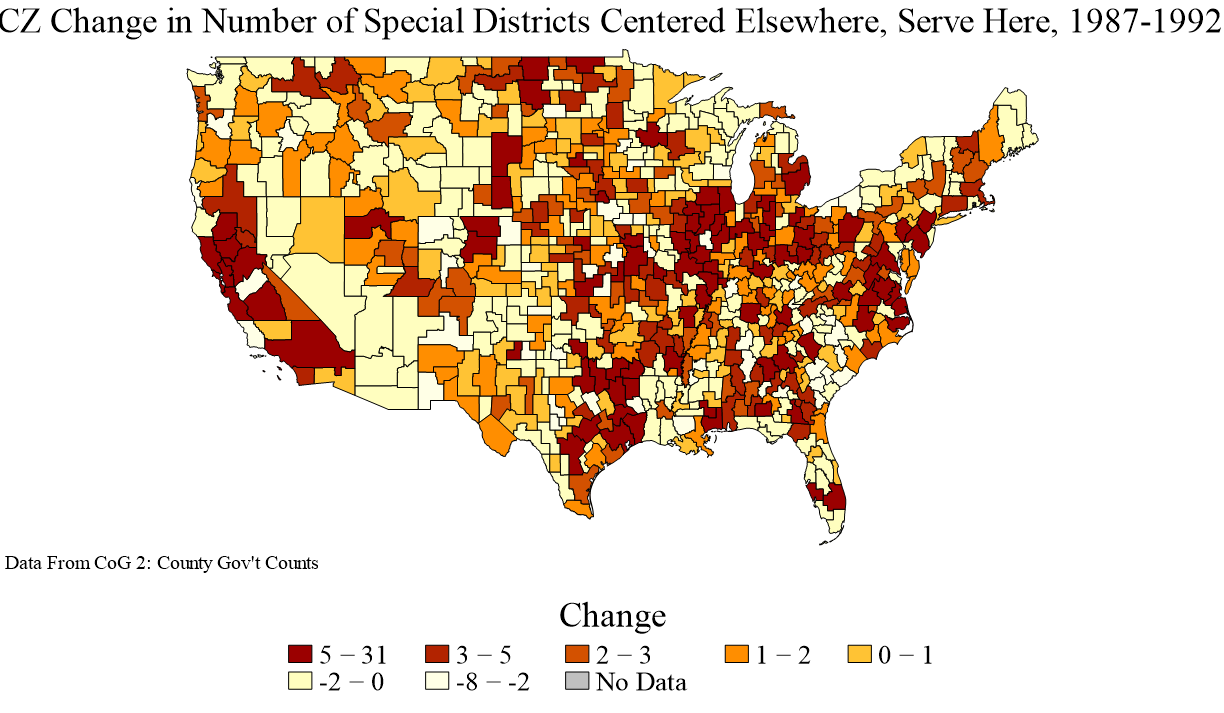 CZ Change in Number of Special Districts Centered Elsewhere, Serve Here, 1987-1992
Data From CoG 2: County Gov't Counts
Change
5 − 31 3 − 5 2 − 3 1 − 2 0 − 1
-2 − 0 -8 − -2 No Data